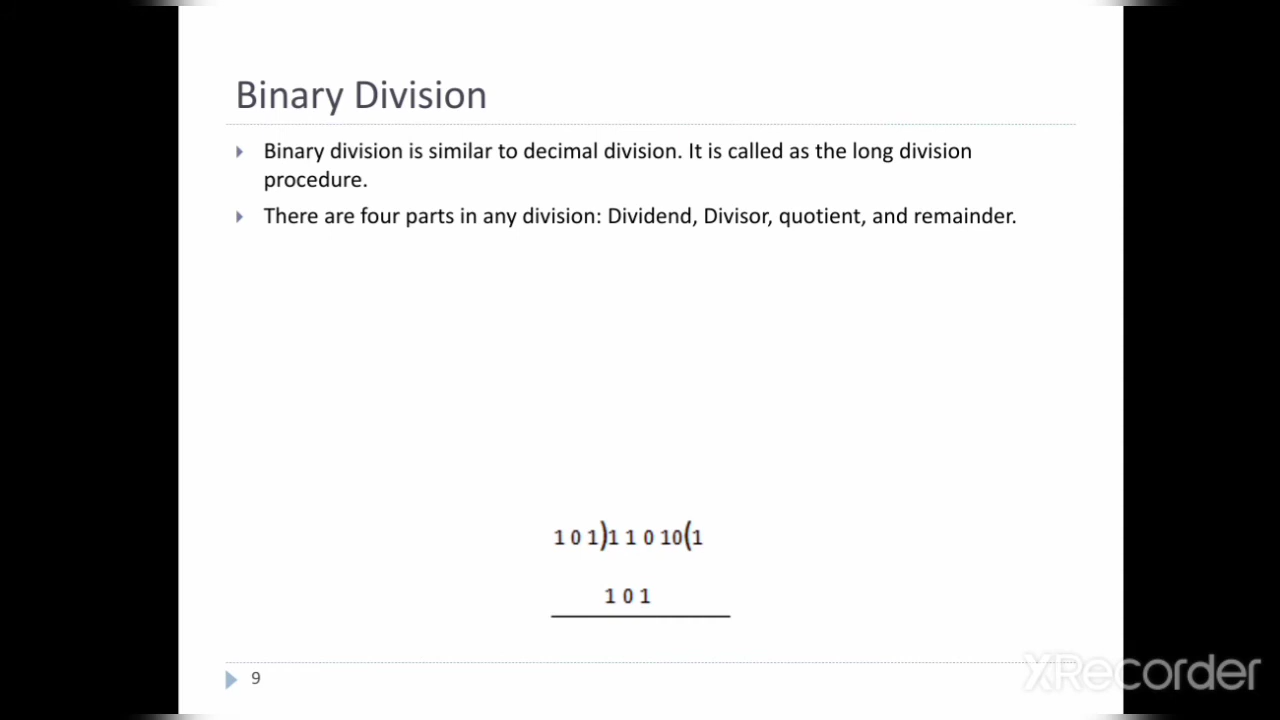 Binary Division
Binary division is similar to decimal division. It is called as the long division
procedure.
There are four parts in any division: Dividend, Divisor, quotient, and remainder.
1 0 1)1 1 0 10(1
1 0 1
9
XRecorder